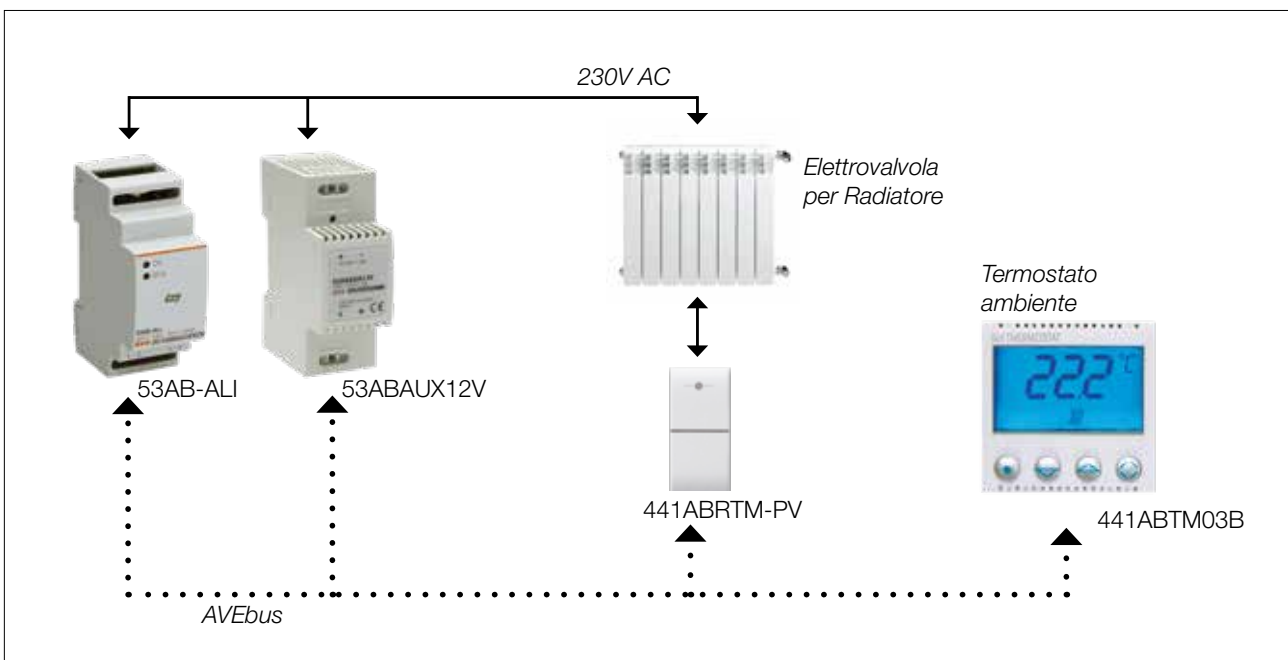 230V AC
Elettrovalvola
per Radiatore
Termostato
ambiente
22.2 °C
53AB-ALI
53ABAUX12V
441ABRTM-PV
441ABTM03B
AVEbus